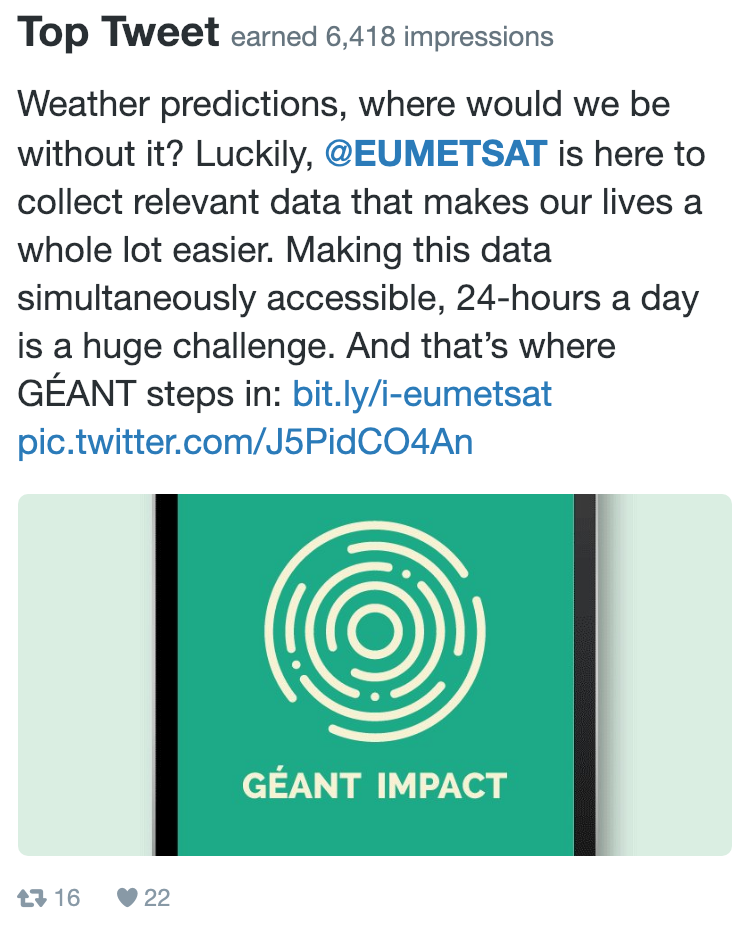 Top Tweet earned 6,418 impressions
Weather predictions, where would we be
without it? Luckily, @EUMETSAT is here to
collect relevant data that makes our lives a
whole lot easier. Making this data
simultaneously accessible, 24-hours a day
is a huge challenge. And that’s where
GÉANT steps in: bit.ly/i-eumetsat
pic.twitter.com/J5PidCO4An
GÉANT IMPACT
16 22